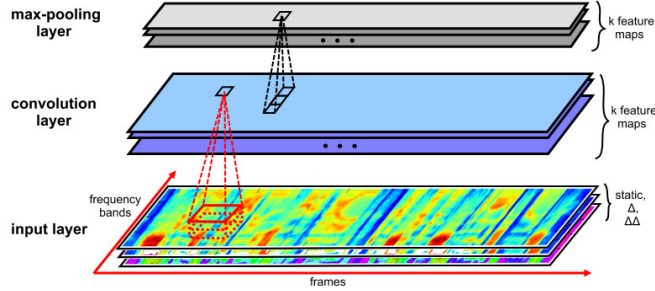 max-pooling
layer
k feature
maps
• • •
convolution
layer
k feature
maps
• • •
frequency
bands
static,
Δ,
ΔΔ
input layer
frames